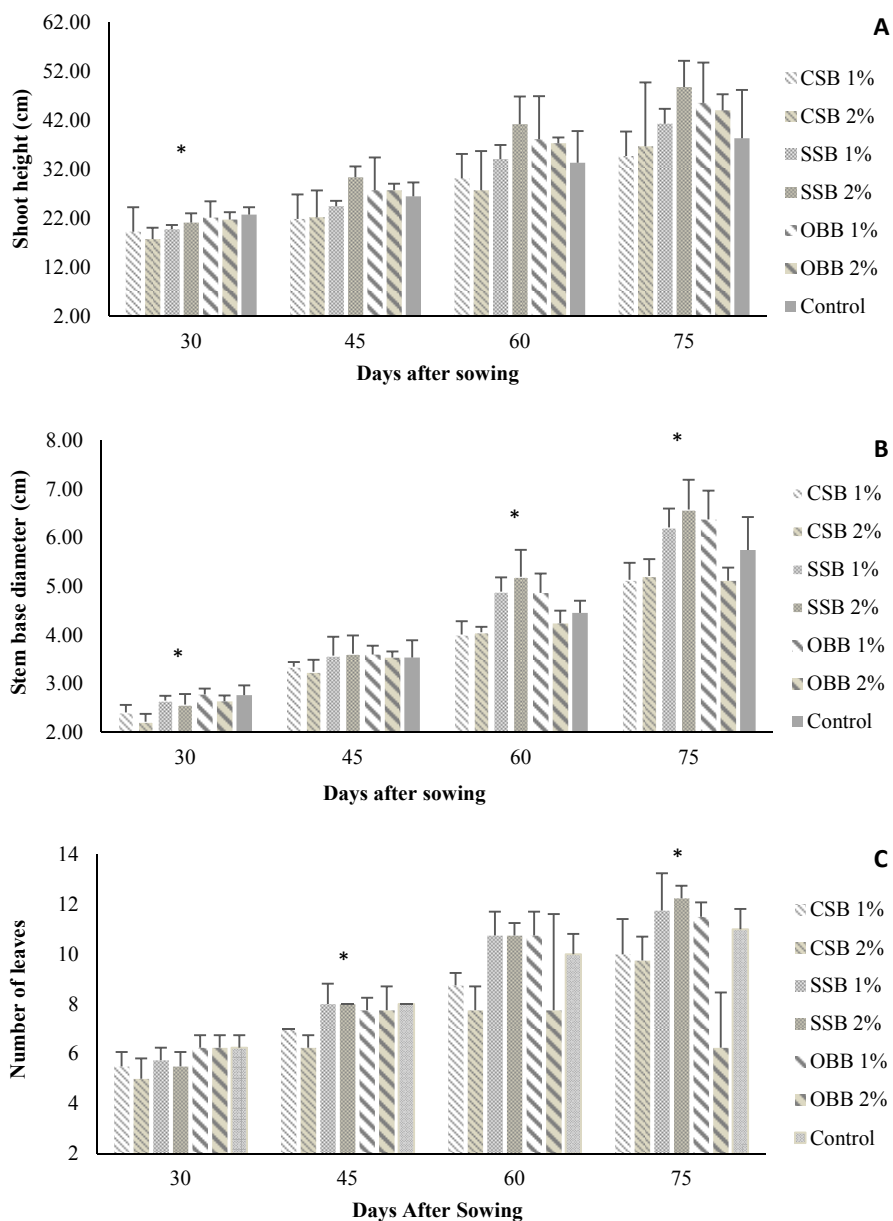 A
62.00
52.00
42.00
32.00
22.00
12.00
2.00
Shoot height (cm)
*
30 45 60 75
Days after sowing
CSB 1%
CSB 2%
SSB 1%
SSB 2%
OBB 1%
OBB 2%
Control
B
8.00
7.00
6.00
5.00
4.00
3.00
2.00
Stem base diameter (cm)
* * *
30 45 60 75
Days after sowing
CSB 1%
CSB 2%
SSB 1%
SSB 2%
OBB 1%
OBB 2%
Control
C
14
12
10
8
6
4
2
Number of leaves
* *
30 45 60 75
Days After Sowing
CSB 1%
CSB 2%
SSB 1%
SSB 2%
OBB 1%
OBB 2%
Control